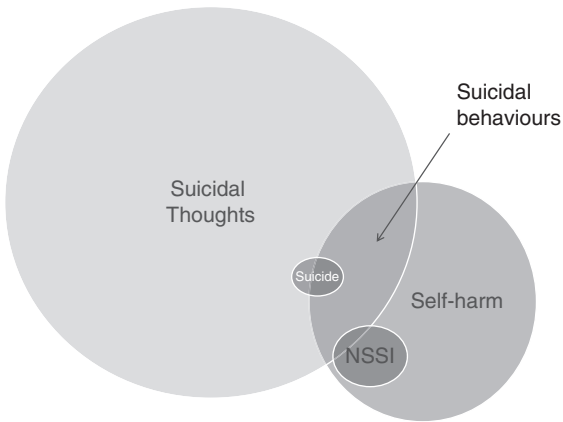 Suicidal
behaviours
Suicidal
Thoughts
Suicide
Self-harm
NSSI